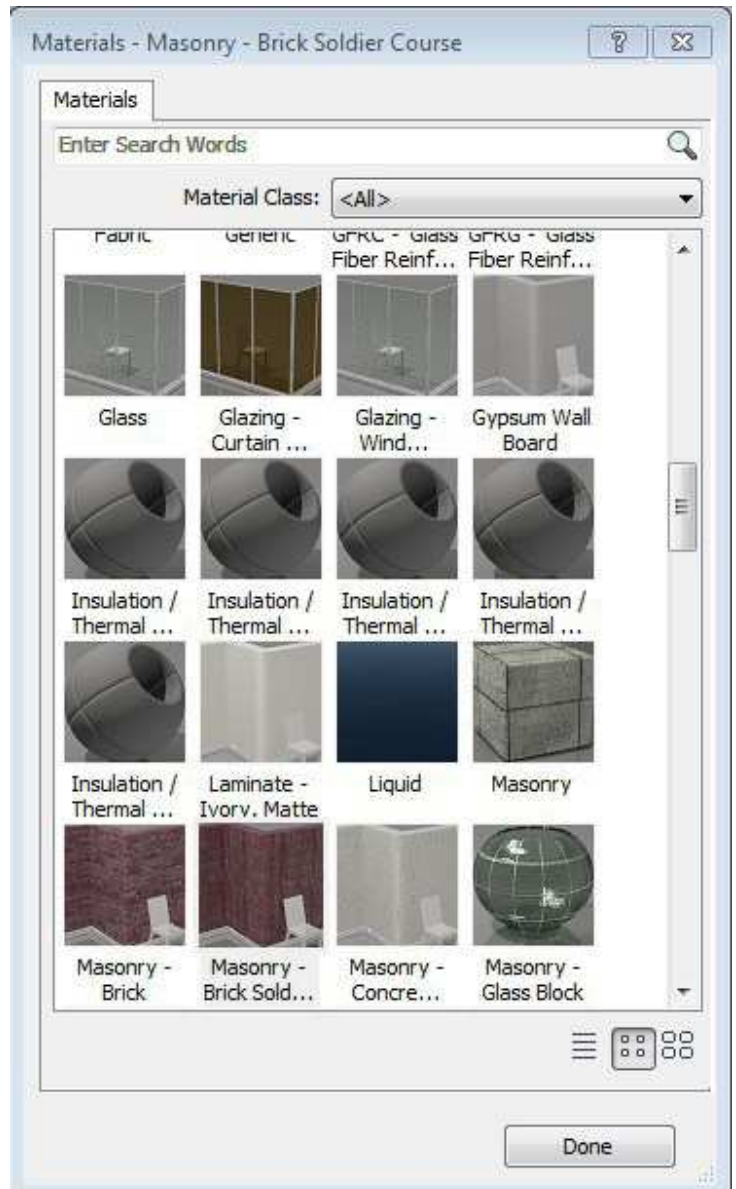 Materials - Masonry - Brick Soldier Course
Materials
Enter Search Words
Material Class: <All>
Fabric Generic GFRC - Glass GFRG - Glass
Fiber Reinf... Fiber Reinf...
Glass Glazing - Glazing - Gypsum Wall
Curtain ... Wind... Board
Insulation / Insulation / Insulation / Insulation /
Thermal ... Thermal ... Thermal ... Thermal ...
Insulation / Laminate - Liquid Masonry
Thermal ... Ivory, Matte
Masonry - Masonry - Masonry - Masonry -
Brick Brick Sold... Concre... Glass Block
Done